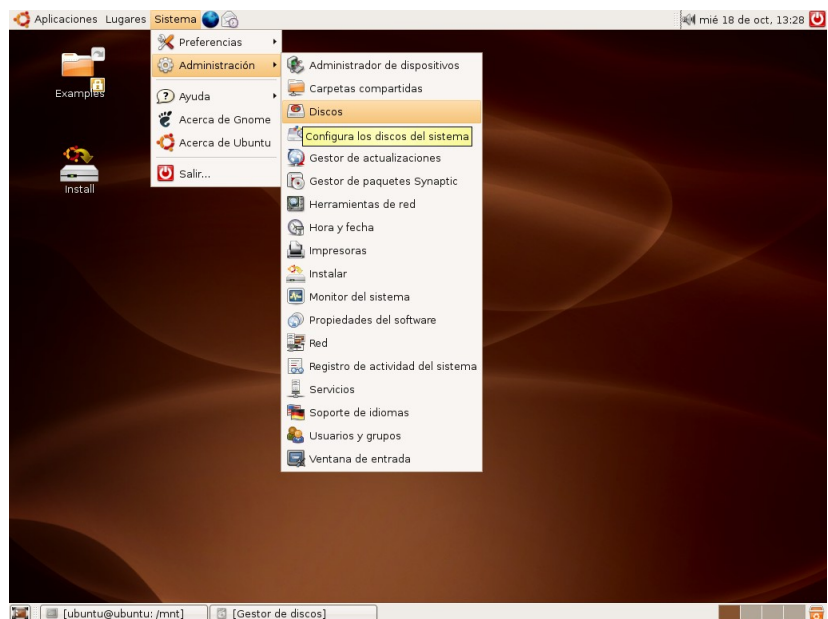 Aplicaciones Lugares Sistema
mié 18 de oct, 13:28
Examples
Install
Preferencias
Administración
Ayuda
Acerca de Gnome
Acerca de Ubuntu
Salir...
Administrador de dispositivos
Carpetas compartidas
Discos
Configura los discos del sistema
Gestor de actualizaciones
Gestor de paquetes Synaptic
Herramientas de red
Hora y fecha
Impresoras
Instalar
Monitor del sistema
Propiedades del software
Red
Registro de actividad del sistema
Servicios
Soporte de idiomas
Usuarios y grupos
Ventana de entrada
[ubuntu@ubuntu: /mnt]
[Gestor de discos]